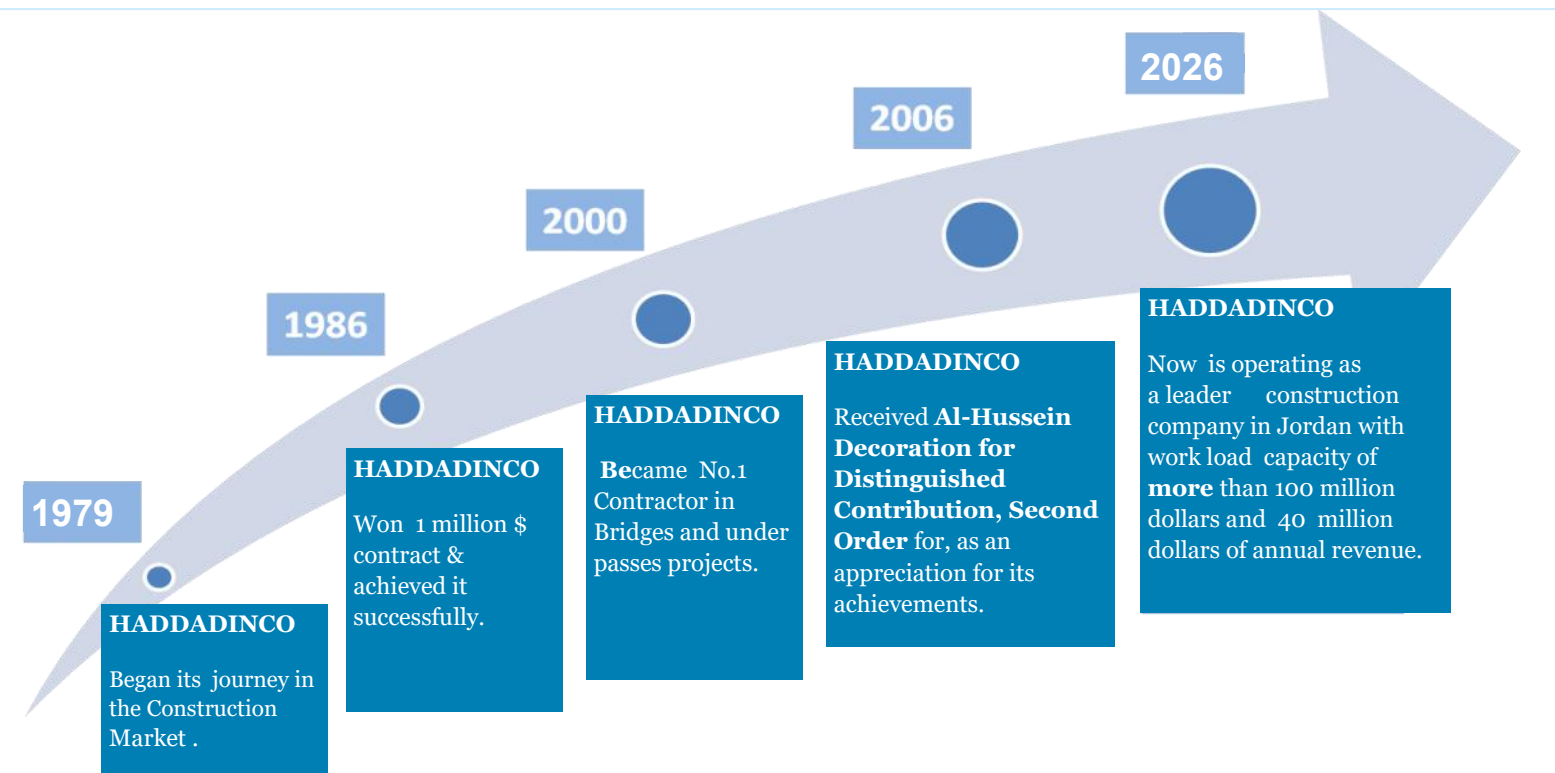 1979
HADDADINCO
Began its journey in
the Construction
Market .
1986
HADDADINCO
Won 1 million $
contract &
achieved it
successfully.
2000
HADDADINCO
Became No.1
Contractor in
Bridges and under
passes projects.
2006
HADDADINCO
Received Al-Hussein
Decoration for
Distinguished
Contribution, Second
Order for, as an
appreciation for its
achievements.
2026
HADDADINCO
Now is operating as
a leader construction
company in Jordan with
work load capacity of
more than 100 million
dollars and 40 million
dollars of annual revenue.